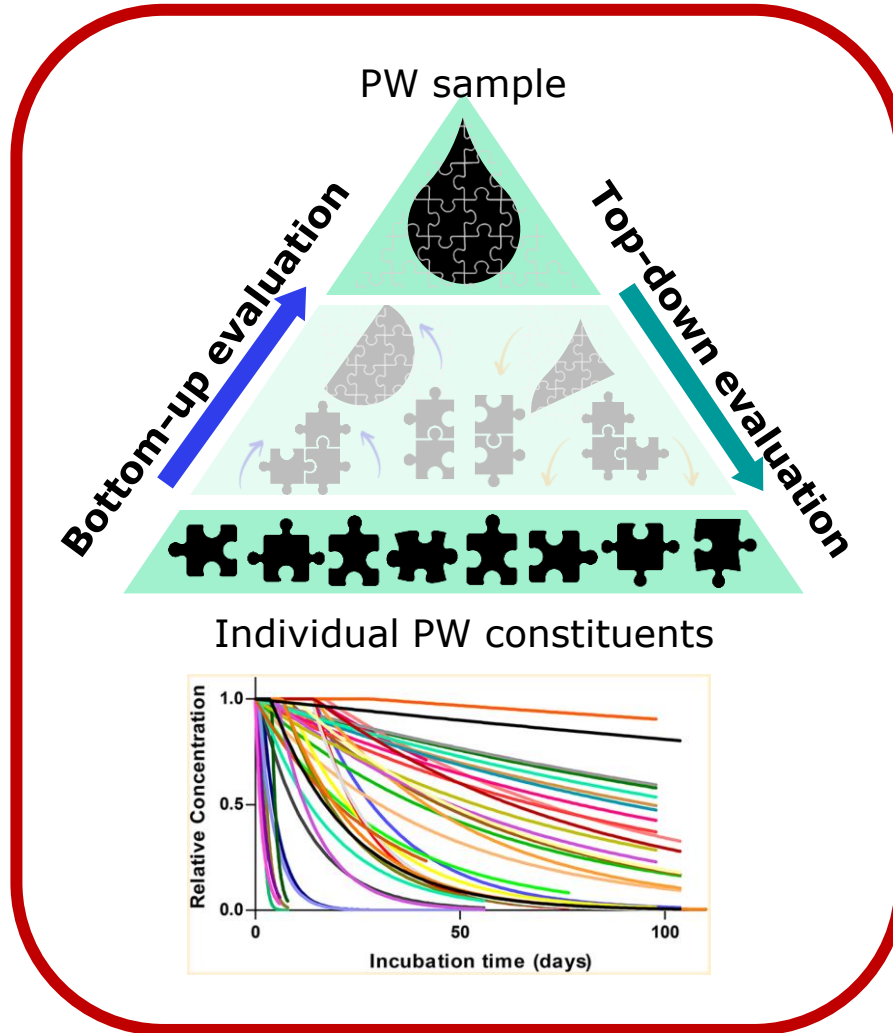 PW sample
Bottom-up evaluation
Top-down evaluation
Individual PW constituents
Relative Concentration
1.0
0.5
0.0
0
50
100
Incubation time (days)